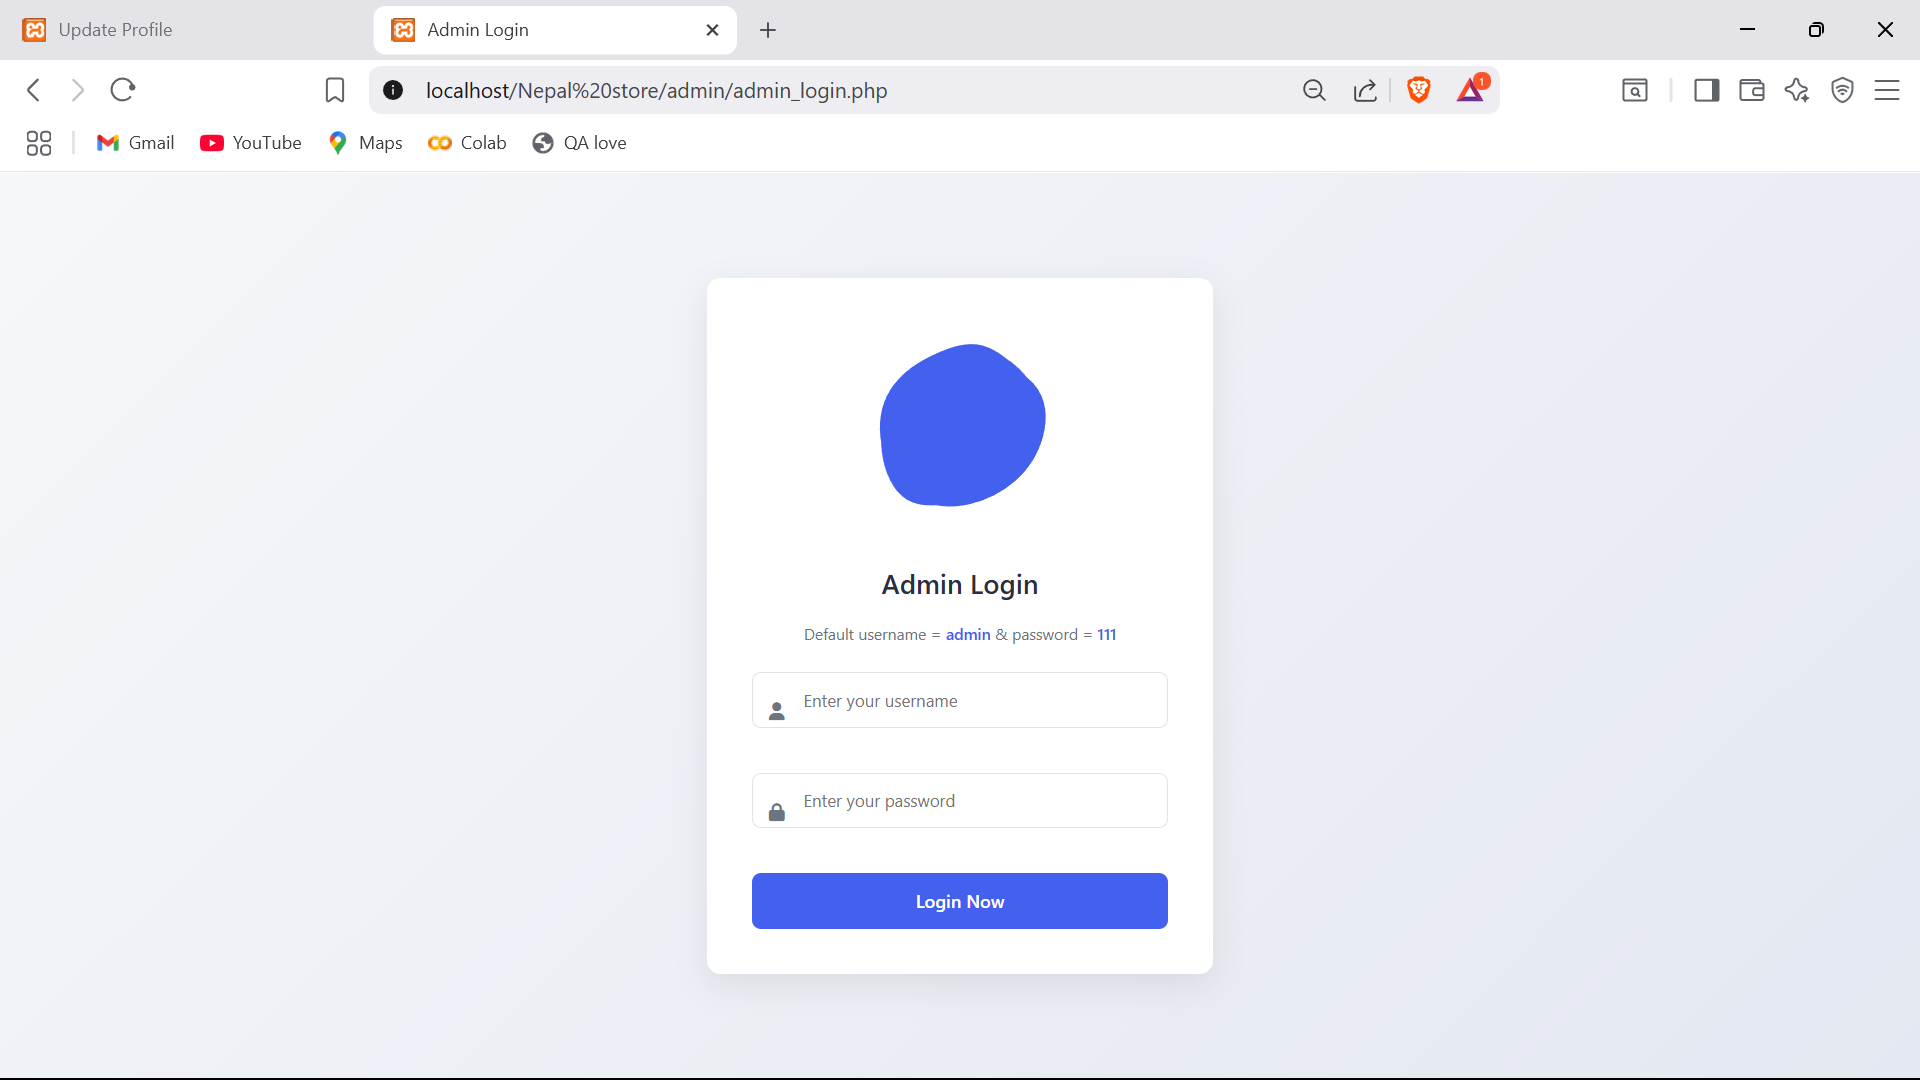 Update Profile
Admin Login
localhost/Nepal%20store/admin/admin_login.php
1
Gmail
YouTube
Maps
Colab
QA love
Admin Login
Default username = admin & password = 111
Enter your username
Enter your password
Login Now